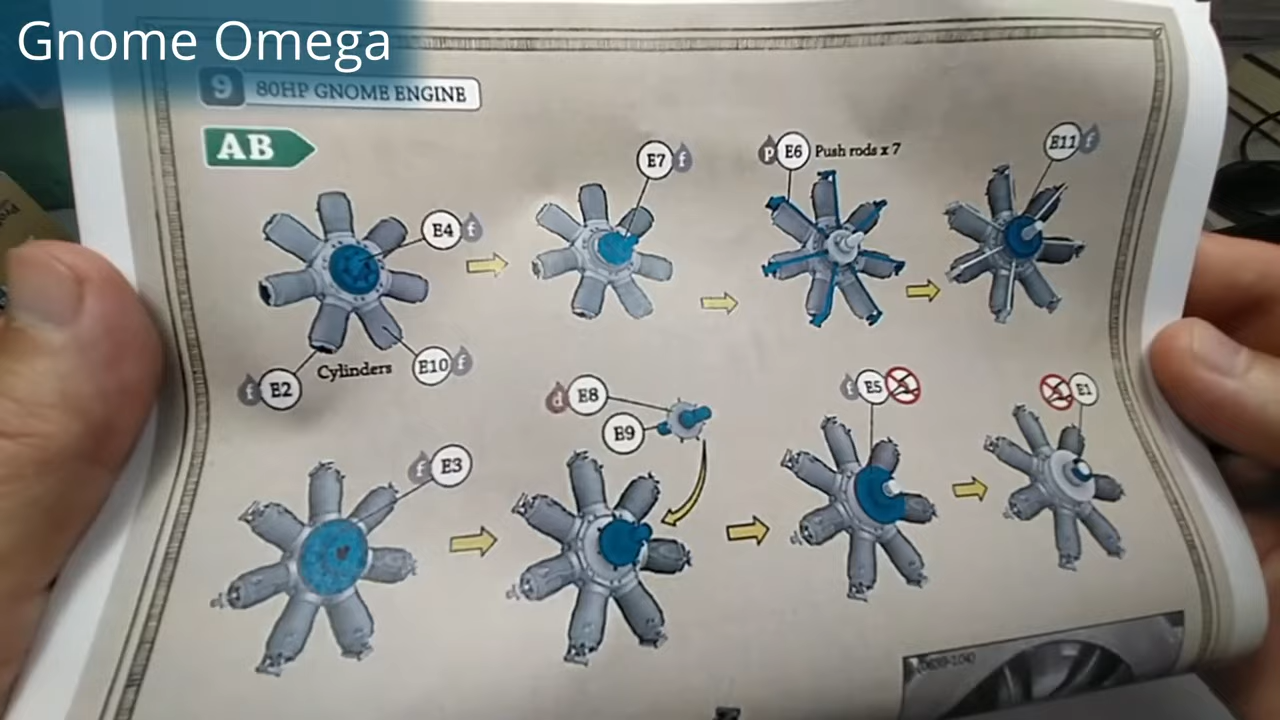 Gnome Omega
9 80HP GNOME ENGINE
AB
E4 f
E7 f
p E6 Push rods x 7
E11 f
f E2
Cylinders
E10 f
f E3
d E8
E9
f E5
E1